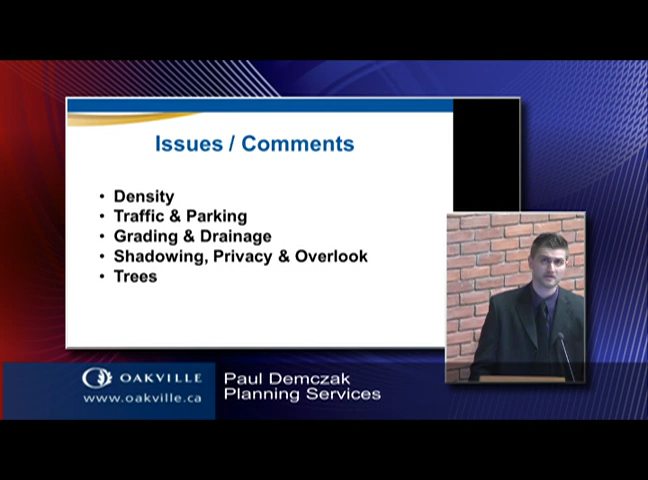 Issues / Comments
• Density
• Traffic & Parking
• Grading & Drainage
• Shadowing, Privacy & Overlook
• Trees
OAKVILLE
www.oakville.ca
Paul Demczak
Planning Services